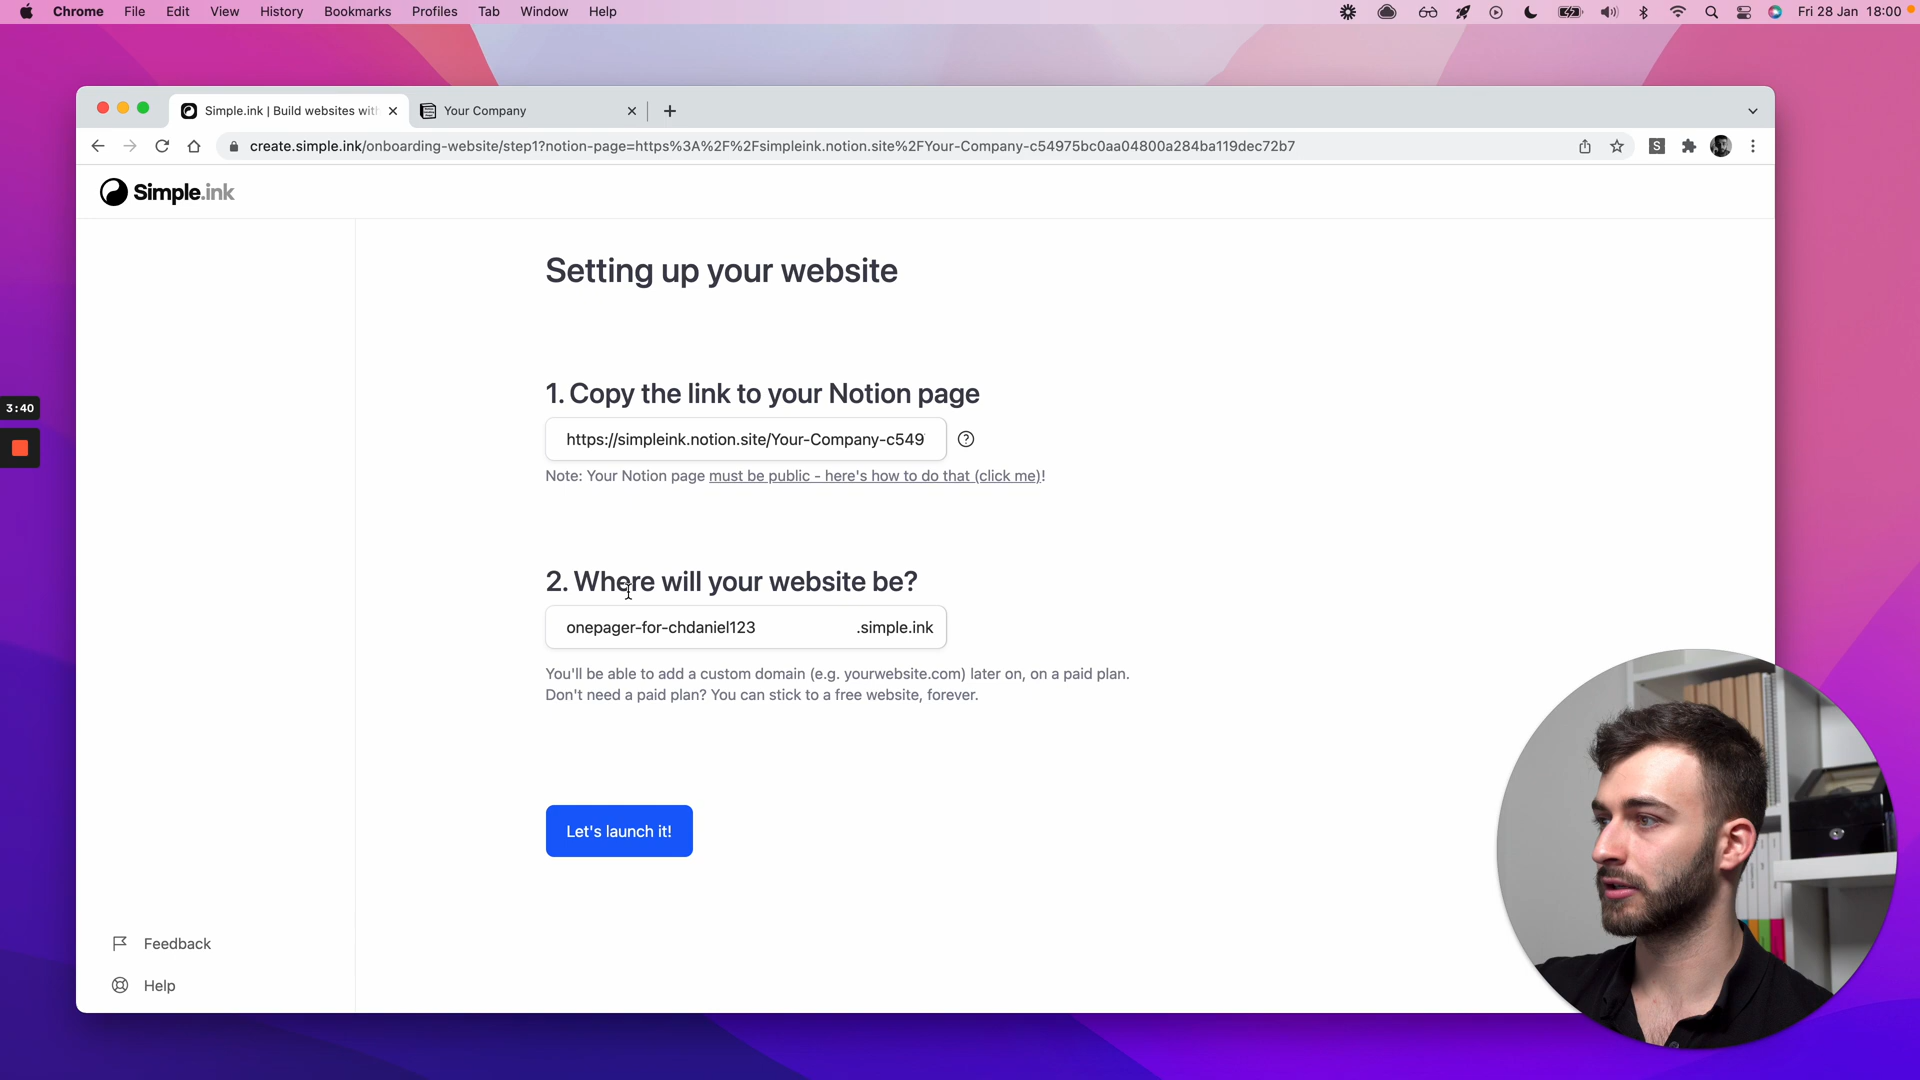 Chrome File Edit View History Bookmarks Profiles Tab Window Help
Fri 28 Jan 18:00
Simple.ink | Build websites with
Your Company
create.simple.ink/onboarding-website/step1?notion-page=https%3A%2F%2Fsimpleink.notion.site%2FYour-Company-c54975bc0aa04800a284ba119dec72b7
S
Simple.ink
Setting up your website
1. Copy the link to your Notion page
3:40
https://simpleink.notion.site/Your-Company-c549
Note: Your Notion page must be public - here's how to do that (click me)!
2. Where will your website be?
onepager-for-chdaniel123 .simple.ink
You'll be able to add a custom domain (e.g. yourwebsite.com) later on, on a paid plan.
Don't need a paid plan? You can stick to a free website, forever.
Let's launch it!
Feedback
Help